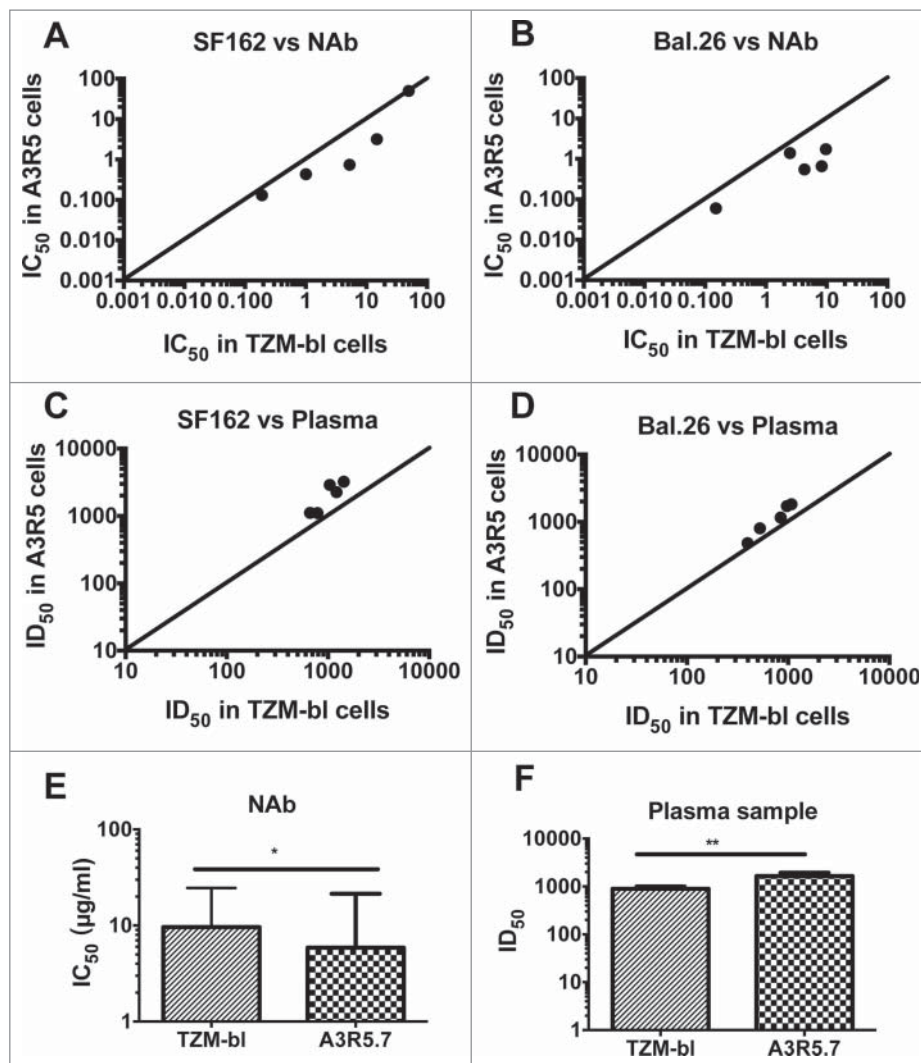 A
SF162 vs NAb
100
10
1
0.100
0.010
0.001
0.001
0.010
0.100
1
10
100
IC50 in A3R5 cells
IC50 in TZM-bl cells
B
Bal.26 vs NAb
100
10
1
0.100
0.010
0.001
0.001
0.010
0.100
1
10
100
IC50 in A3R5 cells
IC50 in TZM-bl cells
C
SF162 vs Plasma
10000
1000
100
10
10
100
1000
10000
ID50 in A3R5 cells
ID50 in TZM-bl cells
D
Bal.26 vs Plasma
10000
1000
100
10
10
100
1000
10000
ID50 in A3R5 cells
ID50 in TZM-bl cells
E
NAb
*
100
10
1
IC50 (µg/ml)
TZM-bl
A3R5.7
F
Plasma sample
**
10000
1000
100
10
1
ID50
TZM-bl
A3R5.7